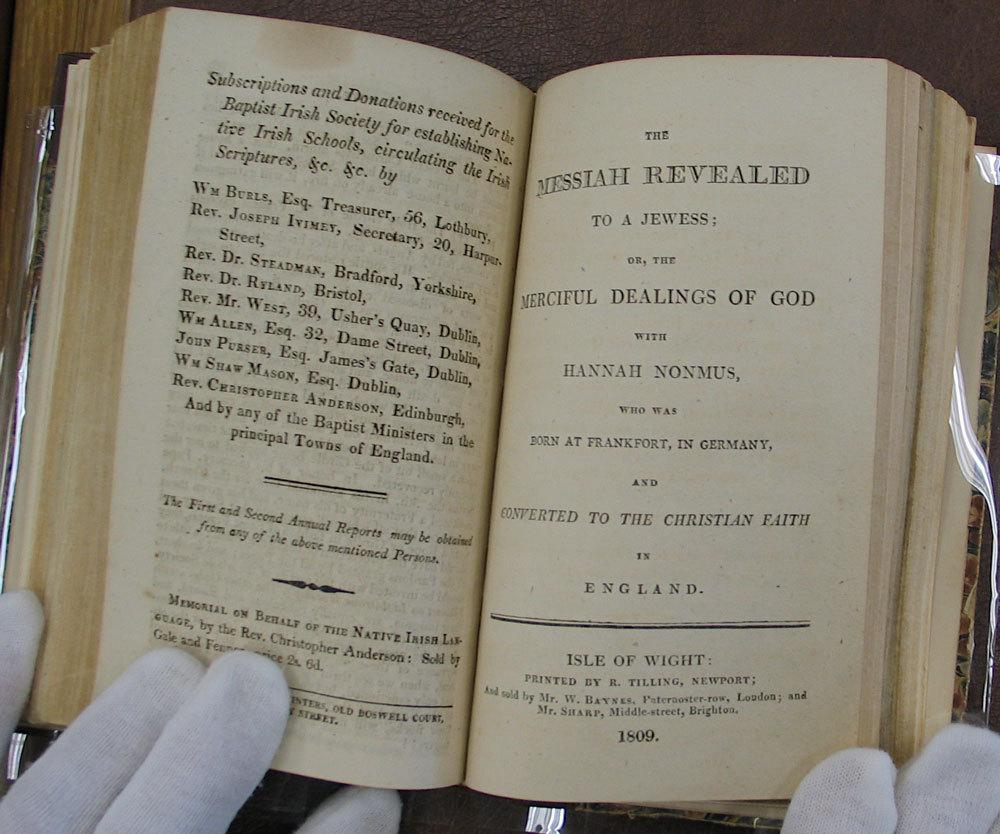 Subscriptions and Donations received for the
Baptist Irish Society for establishing Na-
tive Irish Schools, circulating the Irish
Scriptures, &c. &c. by
Wm Burls, Esq. Treasurer, 56, Lothbury,
Rev. Joseph Ivimey, Secretary, 20, Harpur-
Street,
Rev. Dr. Steadman, Bradford, Yorkshire,
Rev. Dr. Ryland, Bristol,
Rev. Mr. West, 39, Usher's Quay, Dublin,
Wm Allen, Esq. 32, Dame Street, Dublin,
John Purser, Esq. James's Gate, Dublin,
Wm Shaw Mason, Esq. Dublin,
Rev. Christopher Anderson, Edinburgh,
And by any of the Baptist Ministers in the
principal Towns of England.
The First and Second Annual Reports may be obtained
from any of the above mentioned Persons.
Memorial on Behalf of the Native Irish Lan-
guage, by the Rev. Christopher Anderson: Sold by
Gale and price 2s. 6d.
OLD BOSWELL COURT,
STREET.
THE
MESSIAH REVEALED
TO A JEWESS;
OR, THE
MERCIFUL DEALINGS OF GOD
WITH
HANNAH NONMUS,
WHO WAS
BORN AT FRANKFORT, IN GERMANY,
AND
CONVERTED TO THE CHRISTIAN FAITH
IN
ENGLAND.
ISLE OF WIGHT:
PRINTED BY R. TILLING, NEWPORT;
And sold by Mr. W. Baynes, Paternoster-row, London; and
Mr. Sharp, Middle-street, Brighton.
1809.